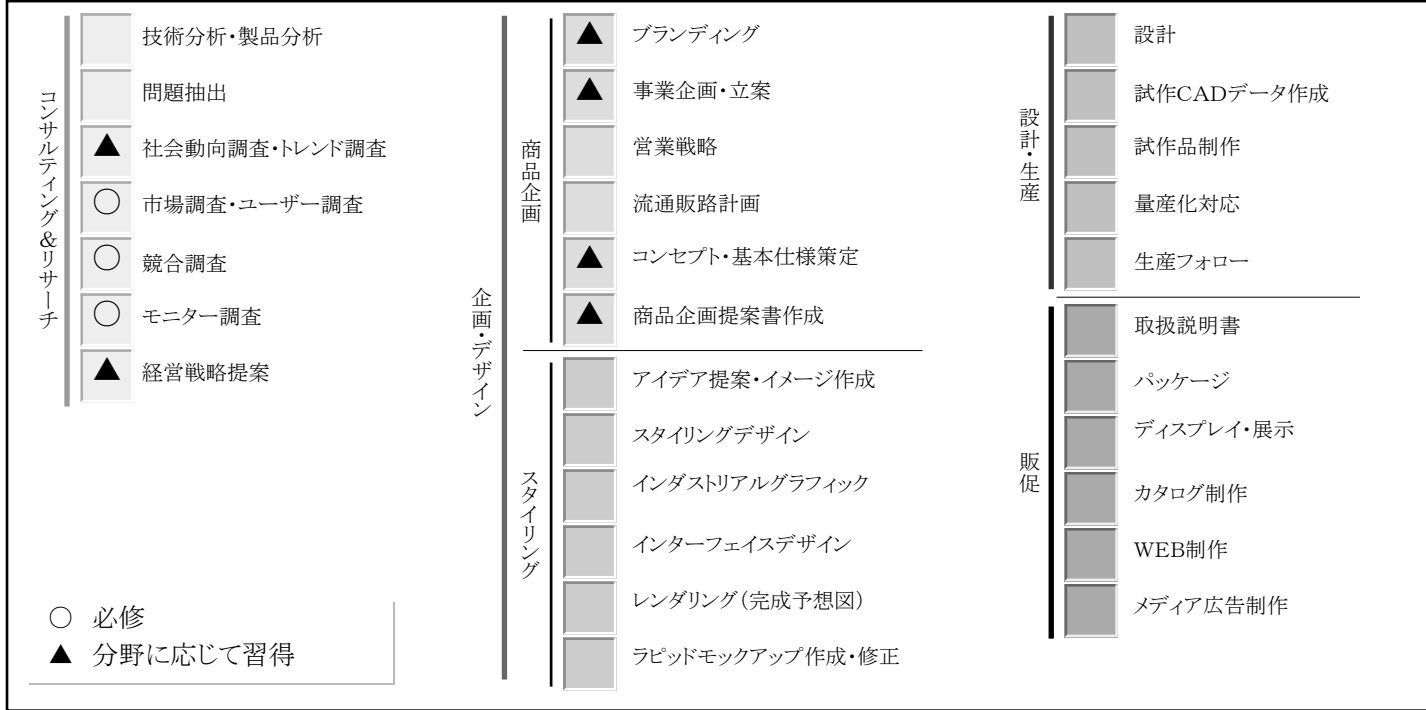 コンサルティング&リサーチ
技術分析・製品分析
問題抽出
▲ 社会動向調査・トレンド調査
○ 市場調査・ユーザー調査
○ 競合調査
○ モニター調査
▲ 経営戦略提案
企画・デザイン
商品企画
▲ ブランディング
▲ 事業企画・立案
営業戦略
流通販路計画
▲ コンセプト・基本仕様策定
▲ 商品企画提案書作成
スタイリング
アイデア提案・イメージ作成
スタイリングデザイン
インダストリアルグラフィック
インターフェイスデザイン
レンダリング(完成予想図)
ラピッドモックアップ作成・修正
設計・生産
設計
試作CADデータ作成
試作品制作
量産化対応
生産フォロー
販促
取扱説明書
パッケージ
ディスプレイ・展示
カタログ制作
WEB制作
メディア広告制作
○ 必修
▲ 分野に応じて習得